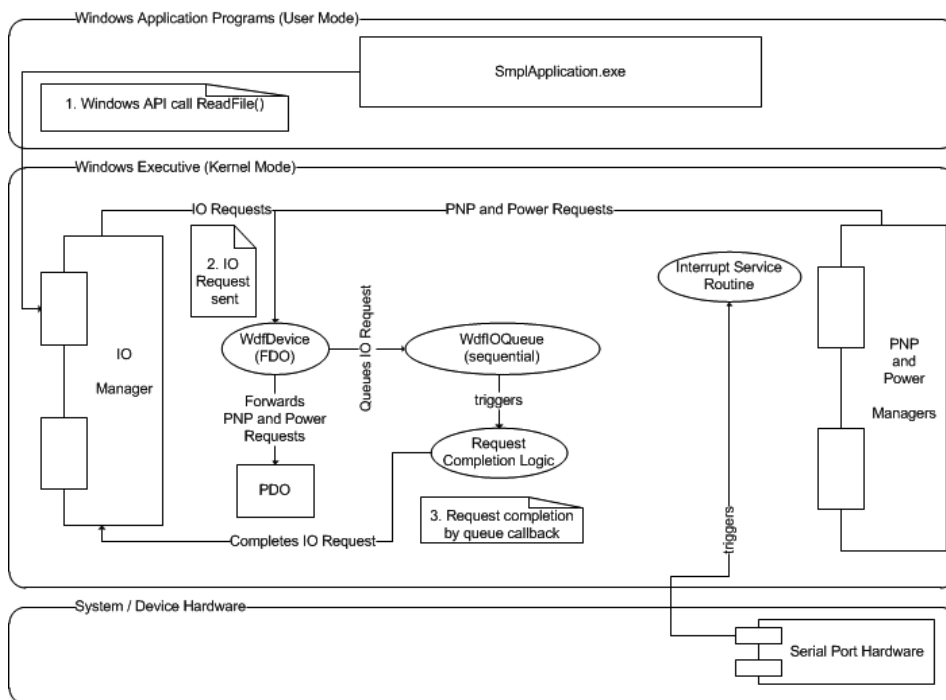 Windows Application Programs (User Mode)
SmplApplication.exe
1. Windows API call ReadFile()
Windows Executive (Kernel Mode)
IO Requests
PNP and Power Requests
2. IO
Request
sent
Interrupt Service
Routine
IO
Manager
WdfDevice
(FDO)
Queues IO Request
WdfIOQueue
(sequential)
PNP
and
Power
Managers
Forwards
PNP and Power
Requests
triggers
Request
Completion Logic
PDO
3. Request completion
by queue callback
Completes IO Request
triggers
System / Device Hardware
Serial Port Hardware